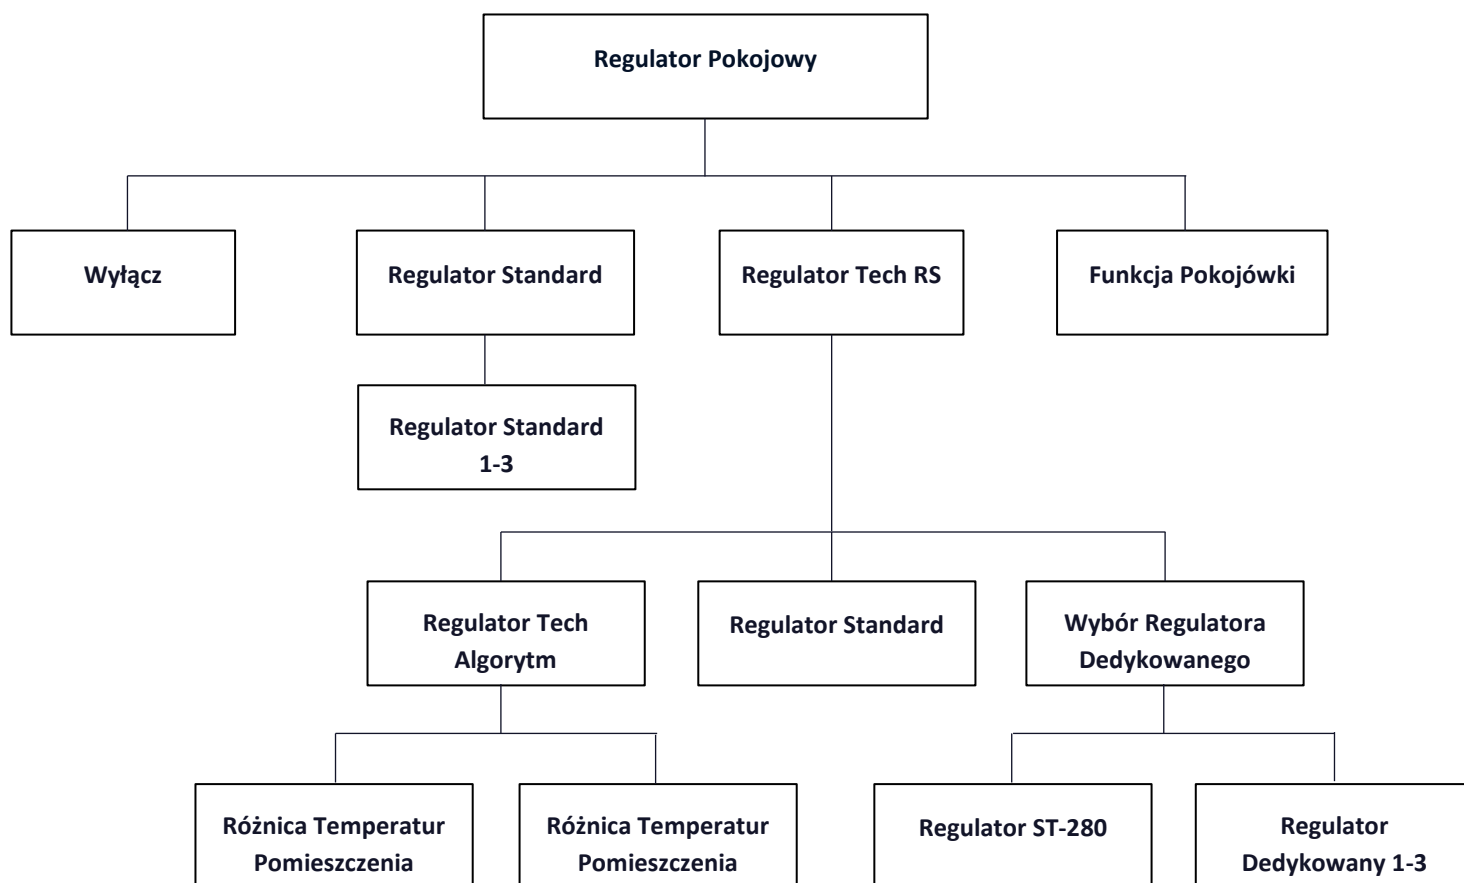 Regulator Pokojowy
Wyłącz
Regulator Standard
Regulator Tech RS
Funkcja Pokojówki
Regulator Standard
1-3
Regulator Tech
Algorytm
Regulator Standard
Wybór Regulatora
Dedykowanego
Różnica Temperatur
Pomieszczenia
Różnica Temperatur
Pomieszczenia
Regulator ST-280
Regulator
Dedykowany 1-3